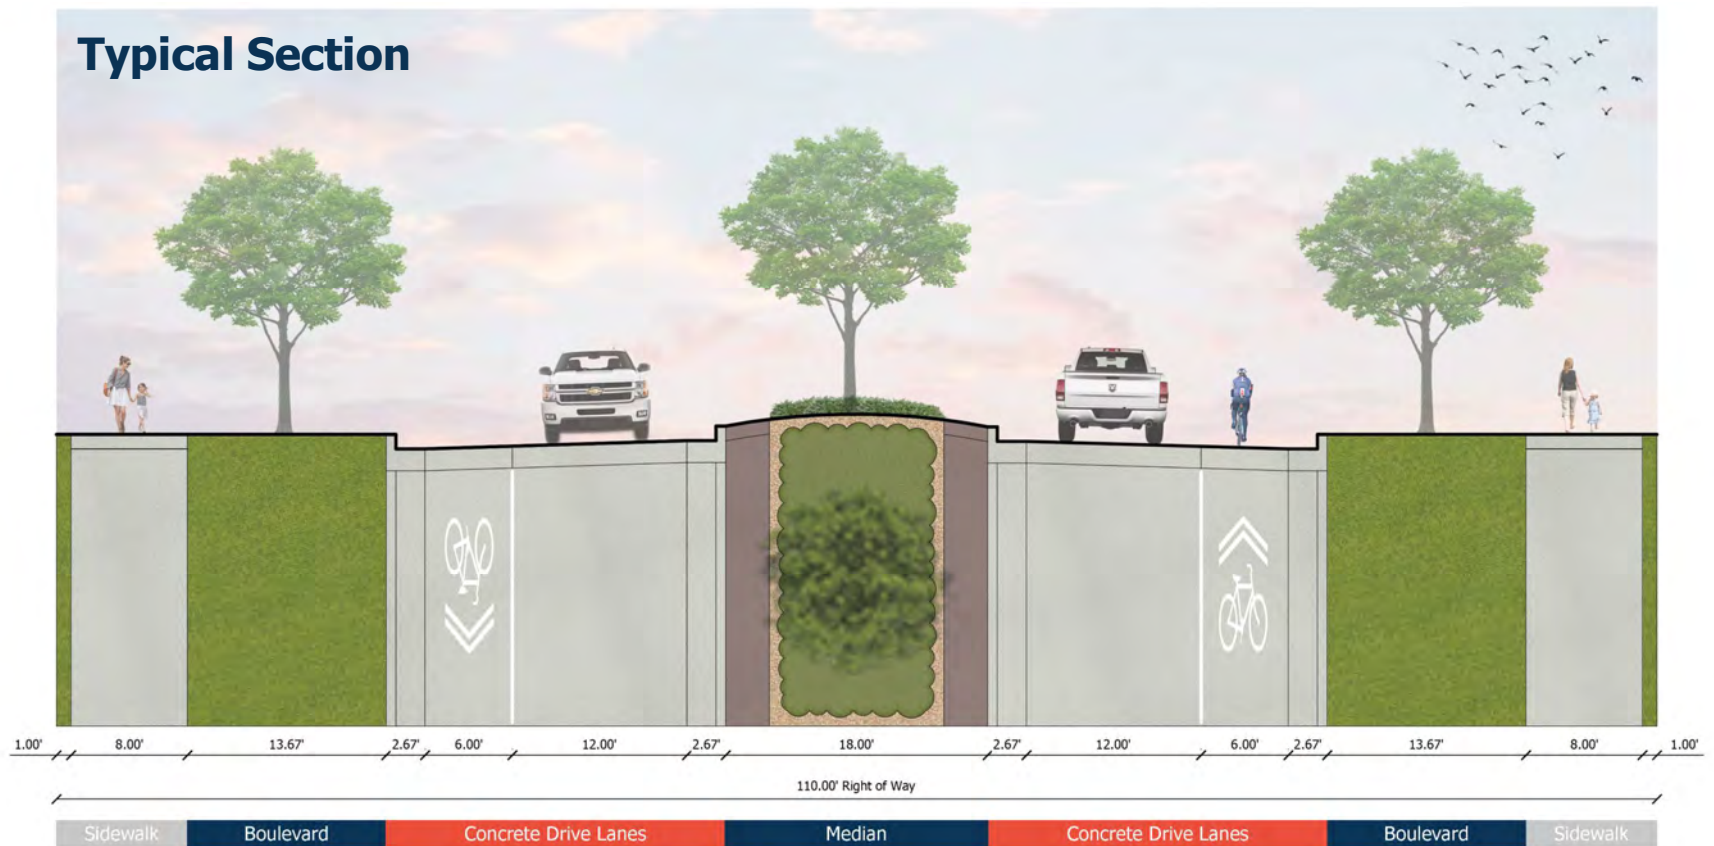 Typical Section
1.00' 8.00' 13.67' 2.67' 6.00' 12.00' 2.67' 18.00' 2.67' 12.00' 6.00' 2.67' 13.67' 8.00' 1.00'
110.00' Right of Way
Sidewalk Boulevard Concrete Drive Lanes Median Concrete Drive Lanes Boulevard Sidewalk